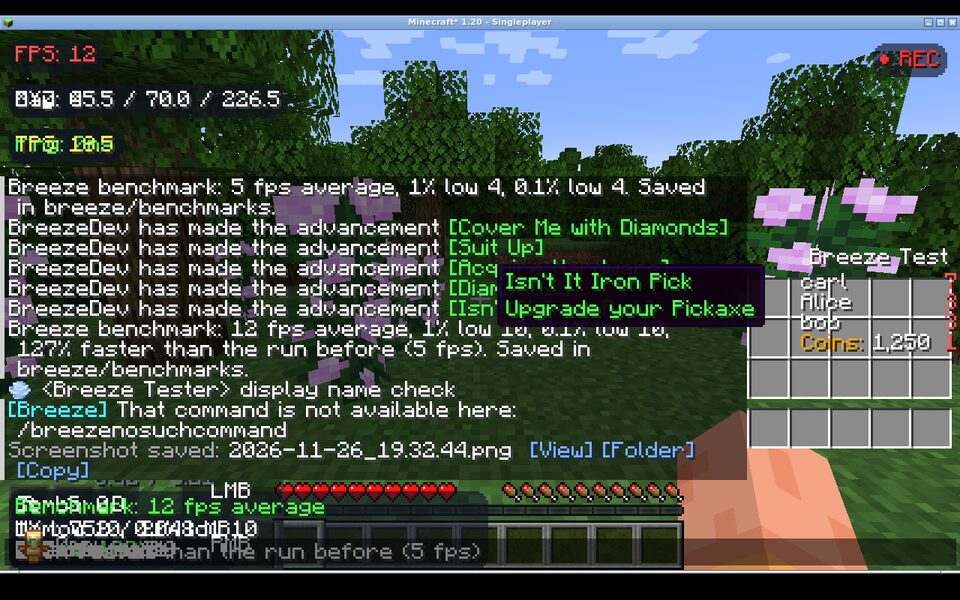 Minecraft* 1.20 - Singleplayer
FPS: 12
REC
/ 70.0 / 226.5
Breeze benchmark: 5 fps average, 1% low 4, 0.1% low 4. Saved
in breeze/benchmarks.
BreezeDev has made the advancement [Cover Me with Diamonds]
BreezeDev has made the advancement [Suit Up]
BreezeDev has made the advancement
BreezeDev has made the advancement
BreezeDev has made the advancement
Isn't It Iron Pick
Upgrade your Pickaxe
Breeze benchmark: 12 fps average, 1% low 10, 0.1% low 10,
127% faster than the run before (5 fps). Saved in
breeze/benchmarks.
<Breeze Tester> display name check
[Breeze] That command is not available here:
/breezenosuchcommand
Screenshot saved: 2026-11-26_19.32.44.png [View] [Folder]
[Copy]
Breeze Test
carl
Alice
bob
Coins: 1,250
LMB
Benchmark: 12 fps average
than the run before (5 fps)